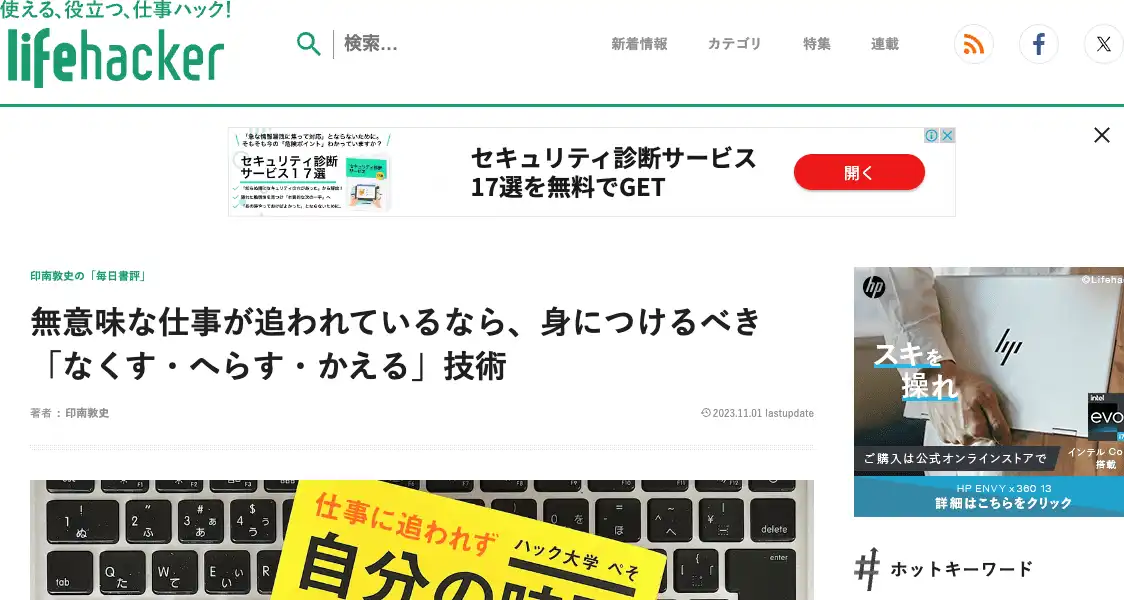 使える、役立つ、仕事ハック!
lifehacker
検索...
新着情報
カテゴリ
特集
連載
「急な情報漏洩に集って対応」とならないために。
そもそも今の「危険ポイント」わかっていますか?
セキュリティ診断
サービス17選
セキュリティ診断サービス
17選を無料でGET
開く
印南敦史の「毎日書評」
無意味な仕事が追われているなら、身につけるべき
「なくす・へらす・かえる」技術
著者 : 印南敦史
2023.11.01 lastupdate
hp
©Lifeha
スキを
操れ
intel
evo
ご購入は公式オンラインストアで
インテル Co
搭載
HP ENVY x360 13
詳細はこちらをクリック
仕事に追われず
ハック大学 ぺそ
自分の時間
delete
enter
tab
Q
た
W
て
E
い
R
# ホットキーワード